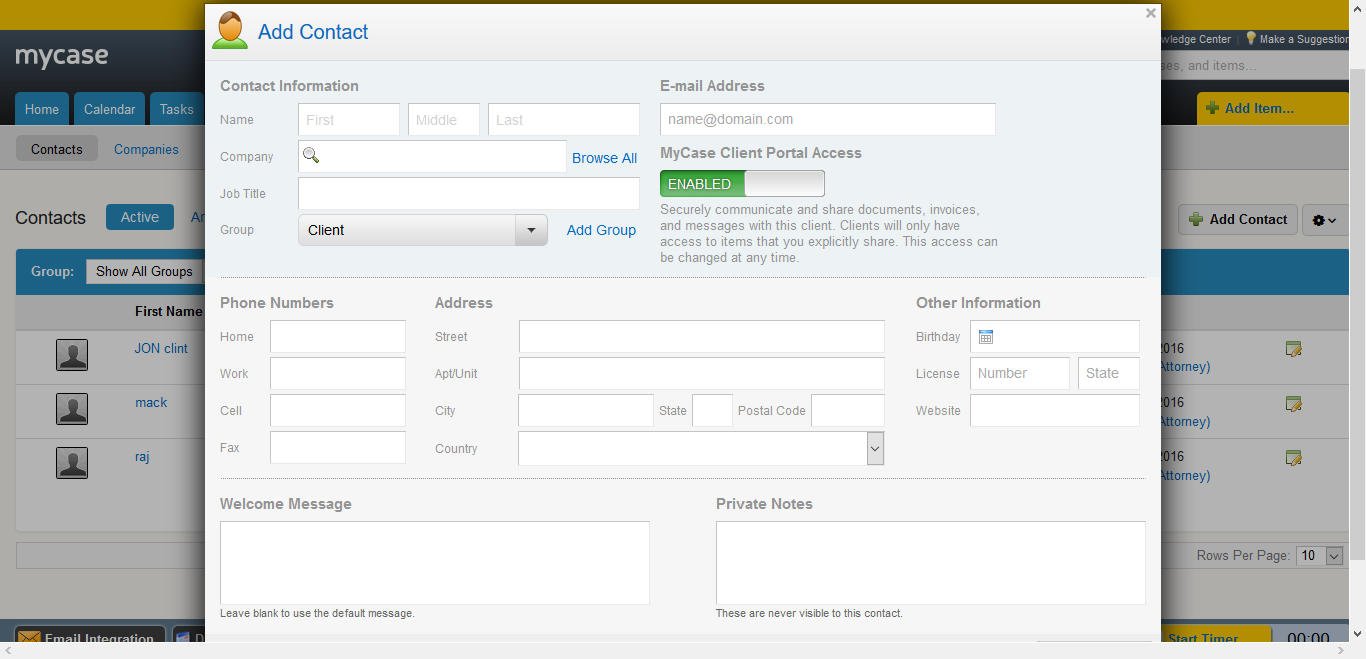 Add Contact
mycase
wledge Center
Make a Suggestion
ses, and items...
Home
Calendar
Tasks
Add Item...
Contacts
Companies
Contacts
Active
Add Contact
Group:
Show All Groups
First Name
JON clint
2016
Attorney)
mack
2016
Attorney)
raj
2016
Attorney)
Rows Per Page:
10
Email Integration
Start Timer
00:00
Contact Information
Name
First
Middle
Last
Company
Browse All
Job Title
Group
Client
Add Group
E-mail Address
name@domain.com
MyCase Client Portal Access
ENABLED
Securely communicate and share documents, invoices,
and messages with this client. Clients will only have
access to items that you explicitly share. This access can
be changed at any time.
Phone Numbers
Home
Work
Cell
Fax
Address
Street
Apt/Unit
City
State
Postal Code
Country
Other Information
Birthday
License
Number
State
Website
Welcome Message
Leave blank to use the default message.
Private Notes
These are never visible to this contact.